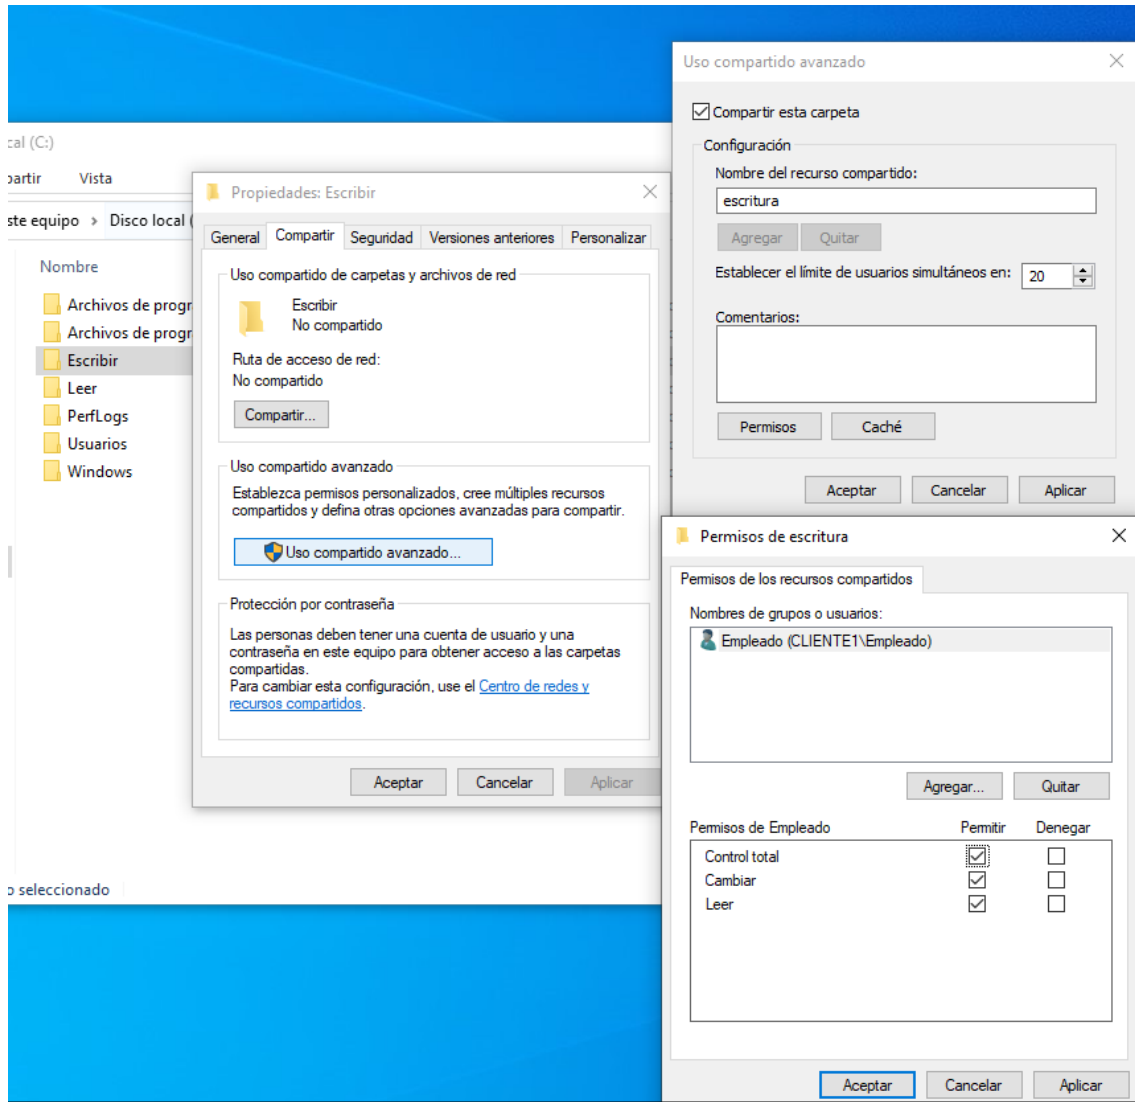 cal (C:)
partir Vista
ste equipo > Disco local (
Nombre
Archivos de progr
Archivos de progr
Escribir
Leer
PerfLogs
Usuarios
Windows
o seleccionado
Propiedades: Escribir
General Compartir Seguridad Versiones anteriores Personalizar
Uso compartido de carpetas y archivos de red
Escribir
No compartido
Ruta de acceso de red:
No compartido
Compartir...
Uso compartido avanzado
Establezca permisos personalizados, cree múltiples recursos
compartidos y defina otras opciones avanzadas para compartir.
Uso compartido avanzado...
Protección por contraseña
Las personas deben tener una cuenta de usuario y una
contraseña en este equipo para obtener acceso a las carpetas
compartidas.
Para cambiar esta configuración, use el Centro de redes y
recursos compartidos.
Aceptar Cancelar Aplicar
Uso compartido avanzado
Compartir esta carpeta
Configuración
Nombre del recurso compartido:
escritura
Agregar Quitar
Establecer el límite de usuarios simultáneos en: 20
Comentarios:
Permisos Caché
Aceptar Cancelar Aplicar
Permisos de escritura
Permisos de los recursos compartidos
Nombres de grupos o usuarios:
Empleado (CLIENTE1\Empleado)
Agregar... Quitar
Permisos de Empleado Permitir Denegar
Control total
Cambiar
Leer
Aceptar Cancelar Aplicar